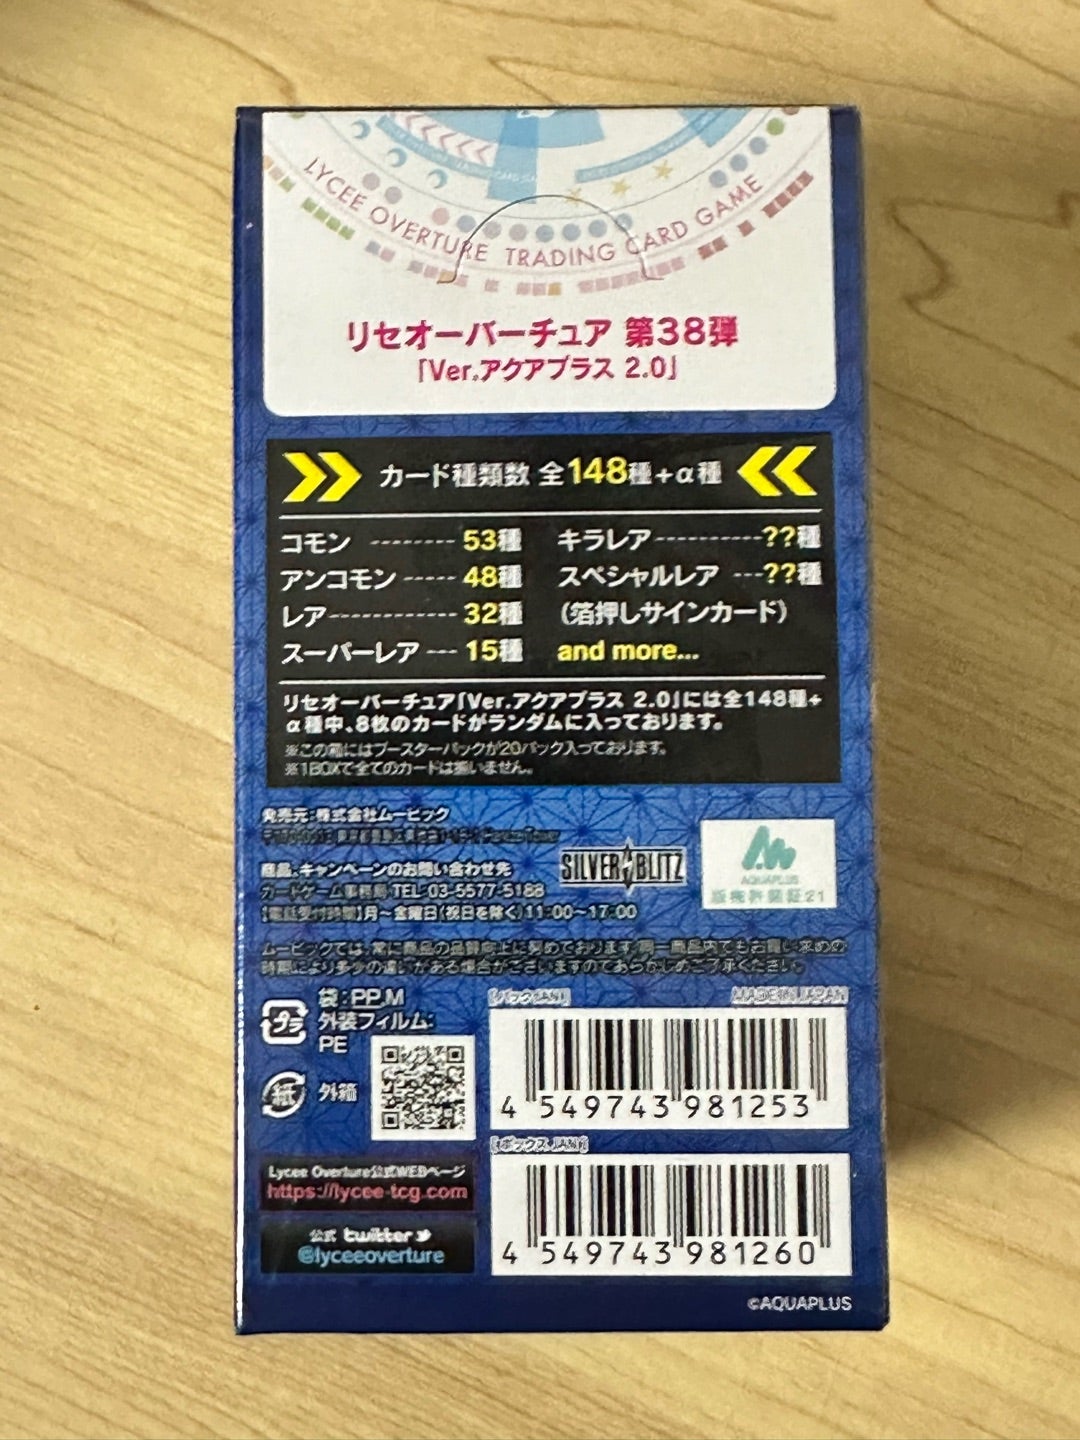 LYCEE OVERTURE TRADING CARD GAME
リセオーバーチュア 第38弾
「Ver.アクアプラス 2.0」
カード種類数 全148種+α種
コモン -------- 53種
アンコモン ------ 48種
レア------------- 32種
スーパーレア --- 15種
キラレア-----------??種
スペシャルレア ---??種
(箔押しサインカード)
and more...
リセオーバーチュア「Ver.アクアプラス 2.0」には全148種+
α種中、8枚のカードがランダムに入っております。
※この箱にはブースターパックが20パック入っております。
※1BOXで全てのカードは揃いません。
発売元:株式会社ムービック
商品、キャンペーンのお問い合わせ先
カードゲーム事務局 TEL 03-5577-5188
【電話受付時間】月~金曜日(祝日を除く)11:00~17:00
SILVER BLITZ
AQUAPLUS
販売許諾証21
ムービックでは、常に商品の品質向上に努めております。同一商品内でもお買い求めの
時期により多少の違いがある場合がございますのであらかじめご了承ください。
プラ
袋:PP,M
外装フィルム:
PE
紙
外箱
[パックJAN]
MADE IN JAPAN
4 549743 981253
[ボックスJAN]
4 549743 981260
Lycee Overture公式WEBページ
https://lycee-tcg.com
公式 twitter
@lyceeoverture
©AQUAPLUS